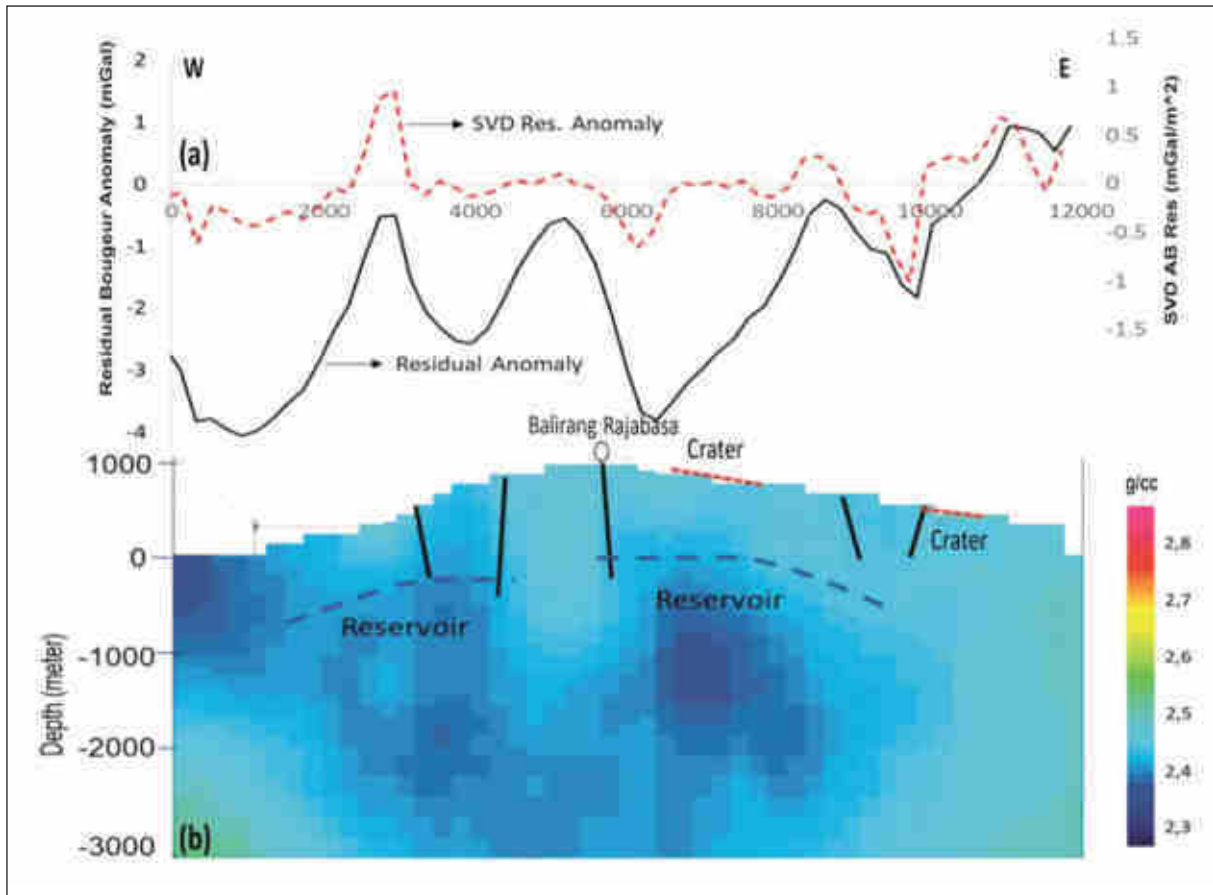 Residual Bougeur Anomaly (mGal)
2
1
0
-1
-2
-3
-4
W
(a)
SVD Res. Anomaly
Residual Anomaly
0
2000
4000
6000
8000
10000
12000
E
1.5
1
0.5
0
-0.5
-1
-1.5
SVD AB Res (mGal/m^2)
Balirang Rajabasa
Crater
Crater
Reservoir
Reservoir
Depth (meter)
1000
0
-1000
-2000
-3000
(b)
g/cc
2,8
2,7
2,6
2,5
2,4
2,3